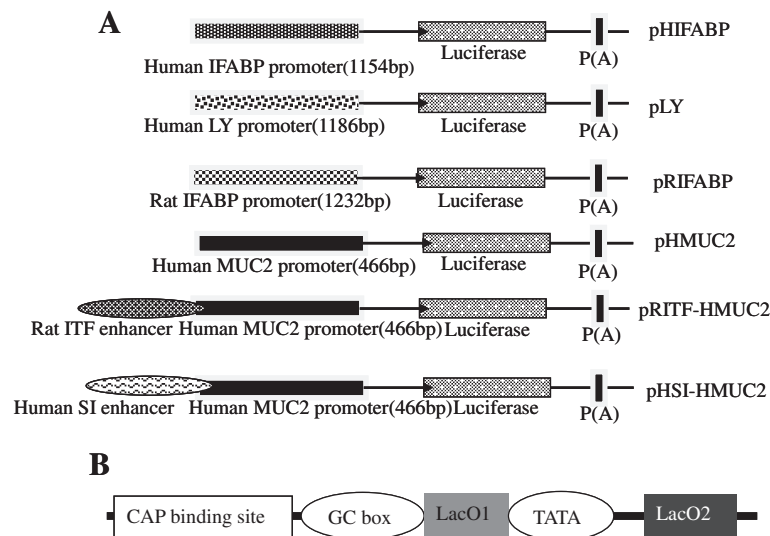 A
pHIFABP
Luciferase
P(A)
Human IFABP promoter(1154bp)
pLY
Human LY promoter(1186bp)
Luciferase
P(A)
pRIFABP
Rat IFABP promoter(1232bp)
Luciferase
P(A)
pHMUC2
Human MUC2 promoter(466bp)
Luciferase
P(A)
pRITF-HMUC2
Rat ITF enhancer Human MUC2 promoter(466bp) Luciferase
P(A)
pHSI-HMUC2
Human SI enhancer Human MUC2 promoter(466bp) Luciferase
P(A)
B
CAP binding site GC box LacO1 TATA LacO2